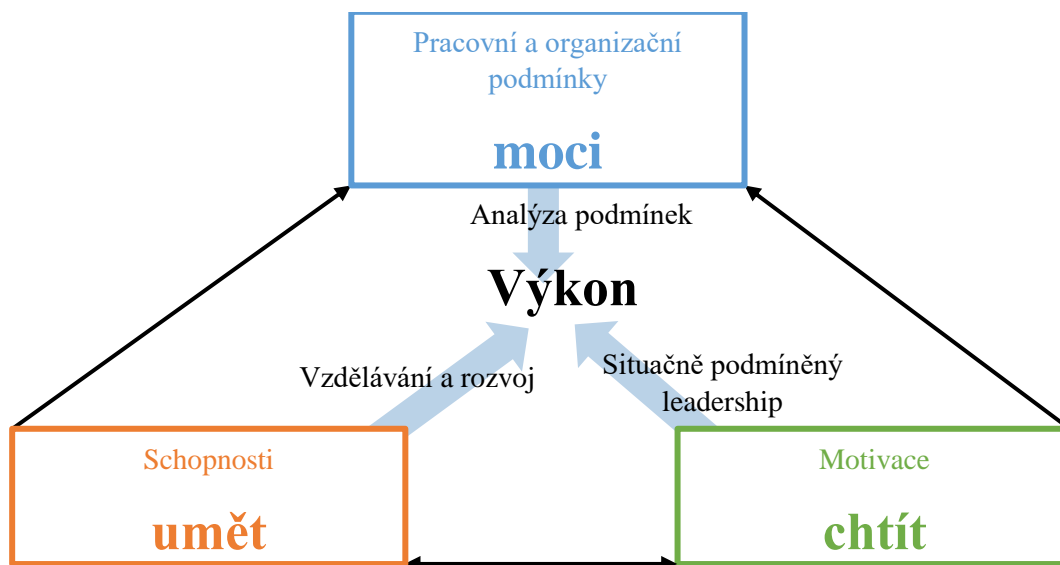 Pracovní a organizační
podmínky
moci
Analýza podmínek
Výkon
Vzdělávání a rozvoj
Situačně podmíněný
leadership
Schopnosti
umět
Motivace
chtít